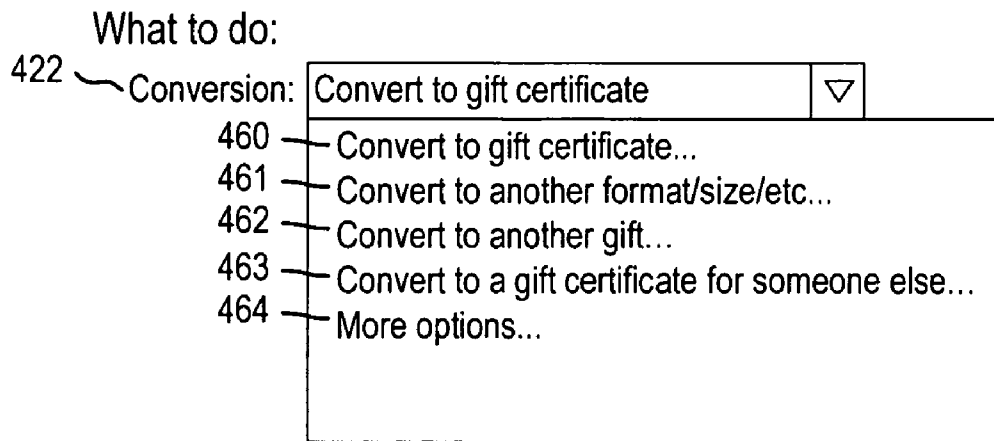 What to do:
422 Conversion: Convert to gift certificate
460 Convert to gift certificate...
461 Convert to another format/size/etc...
462 Convert to another gift...
463 Convert to a gift certificate for someone else...
464 More options...